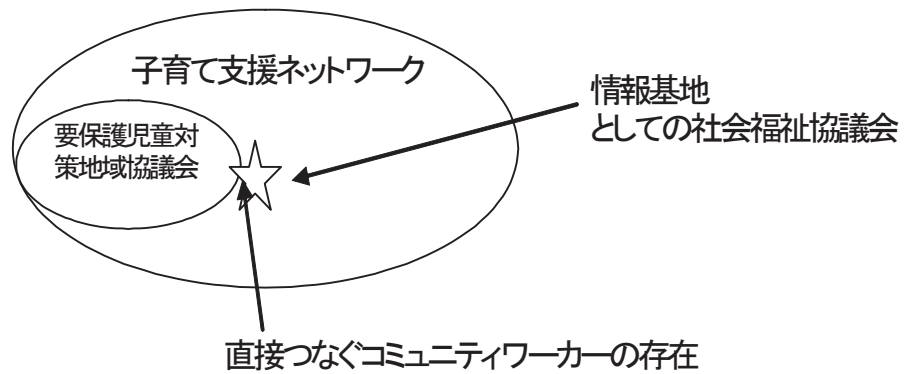 子育て支援ネットワーク
情報基地
としての社会福祉協議会
要保護児童対
策地域協議会
直接つなぐコミュニティワーカーの存在